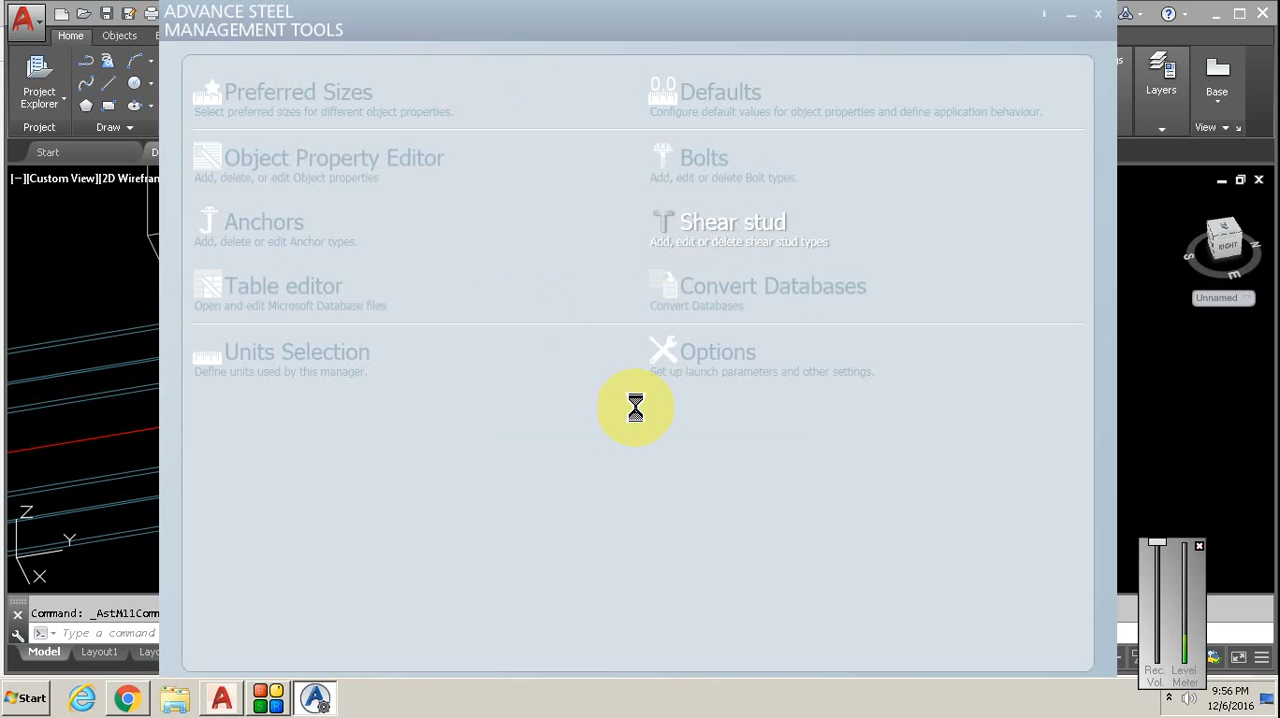 ADVANCE STEEL
MANAGEMENT TOOLS
Home
Objects
Project
Explorer
Project
Draw
Layers
Base
View
Start
[−][Custom View][2D Wirefram
Preferred Sizes
Select preferred sizes for different object properties.
0.0
Defaults
Configure default values for object properties and define application behaviour.
Object Property Editor
Add, delete, or edit Object properties
Bolts
Add, edit or delete Bolt types.
Anchors
Add, delete or edit Anchor types.
Shear stud
Add, edit or delete shear stud types
Table editor
Open and edit Microsoft Database files
Convert Databases
Convert Databases
Units Selection
Define units used by this manager.
Options
Set up launch parameters and other settings.
RIGHT
S
E
N
Unnamed
Z
Y
X
Command: _AstM11Comm
Type a command
Model
Layout1
Layo
Rec. Vol.
Level Meter
Start
9:56 PM
12/6/2016